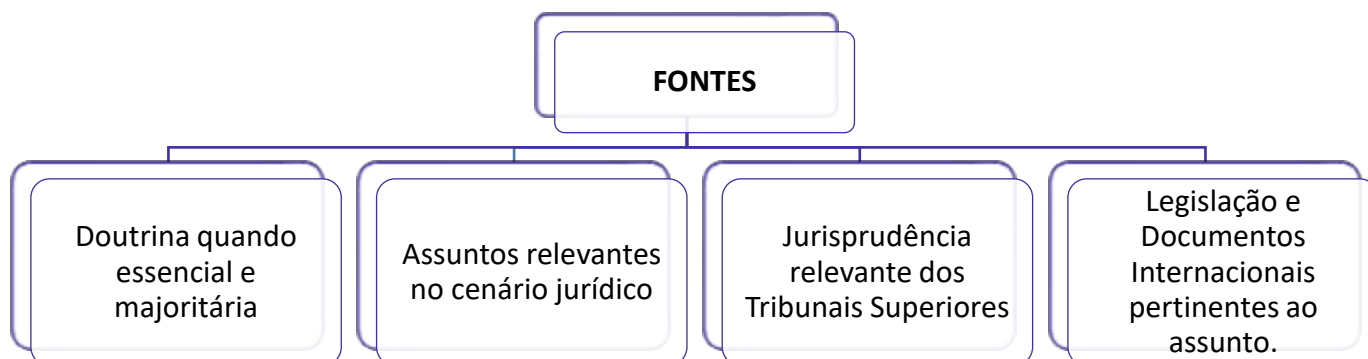 FONTES
Doutrina quando
essencial e
majoritária
Assuntos relevantes
no cenário jurídico
Jurisprudência
relevante dos
Tribunais Superiores
Legislação e
Documentos
Internacionais
pertinentes ao
assunto.